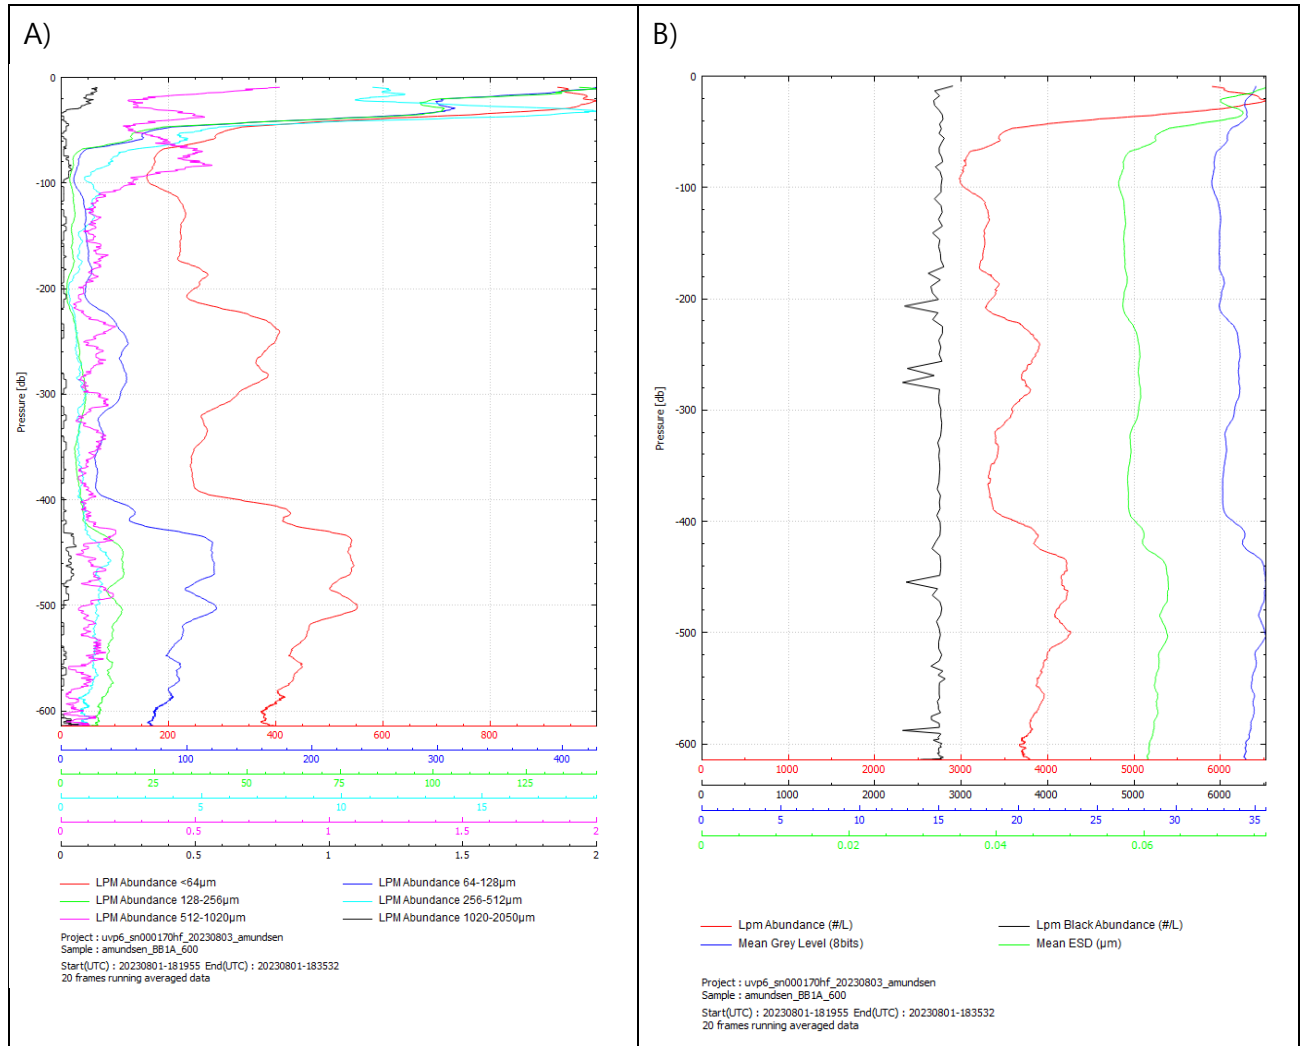 A)
0
-100
-200
-300
-400
-500
-600
Pressure [db]
0 200 400 600 800
0 100 200 300 400
0 25 50 75 100 125
0 5 10 15
0 0.5 1 1.5 2
0 0.5 1 1.5 2
LPM Abundance <64µm LPM Abundance 64-128µm
LPM Abundance 128-256µm LPM Abundance 256-512µm
LPM Abundance 512-1020µm LPM Abundance 1020-2050µm
Project : uvp6_sn000170hf_20230803_amundsen
Sample : amundsen_BB1A_600
Start(UTC) : 20230801-181955 End(UTC) : 20230801-183532
20 frames running averaged data
B)
0
-100
-200
-300
-400
-500
-600
Pressure [db]
0 1000 2000 3000 4000 5000 6000
0 1000 2000 3000 4000 5000 6000
0 5 10 15 20 25 30 35
0 0.02 0.04 0.06
Lpm Abundance (#/L) Lpm Black Abundance (#/L)
Mean Grey Level (8bits) Mean ESD (µm)
Project : uvp6_sn000170hf_20230803_amundsen
Sample : amundsen_BB1A_600
Start(UTC) : 20230801-181955 End(UTC) : 20230801-183532
20 frames running averaged data